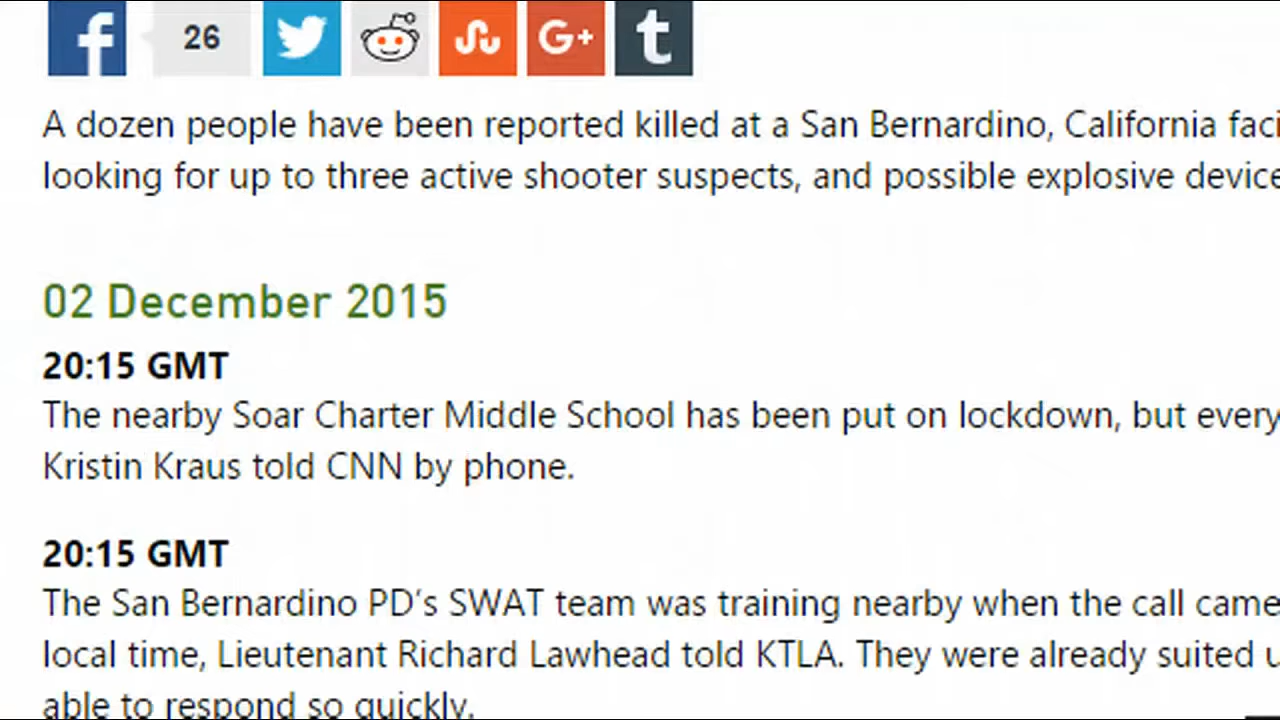 f 26 G+ t
A dozen people have been reported killed at a San Bernardino, California
looking for up to three active shooter suspects, and possible explosive
02 December 2015
20:15 GMT
The nearby Soar Charter Middle School has been put on lockdown, but every
Kristin Kraus told CNN by phone.
20:15 GMT
The San Bernardino PD’s SWAT team was training nearby when the call came
local time, Lieutenant Richard Lawhead told KTLA. They were already suited
able to respond so quickly.